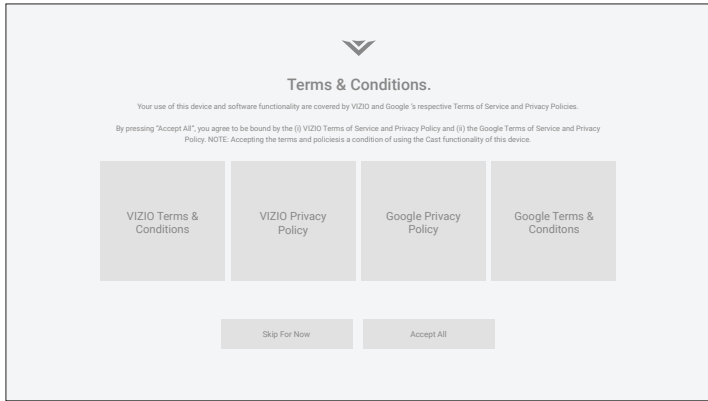 Terms & Conditions.
Your use of this device and software functionality are covered by VIZIO and Google 's respective Terms of Service and Privacy Policies.
By pressing "Accept All", you agree to be bound by the (i) VIZIO Terms of Service and Privacy Policy and (ii) the Google Terms of Service and Privacy
Policy. NOTE: Accepting the terms and policiesis a condition of using the Cast functionality of this device.
VIZIO Terms &
Conditions
VIZIO Privacy
Policy
Google Privacy
Policy
Google Terms &
Conditons
Skip For Now
Accept All